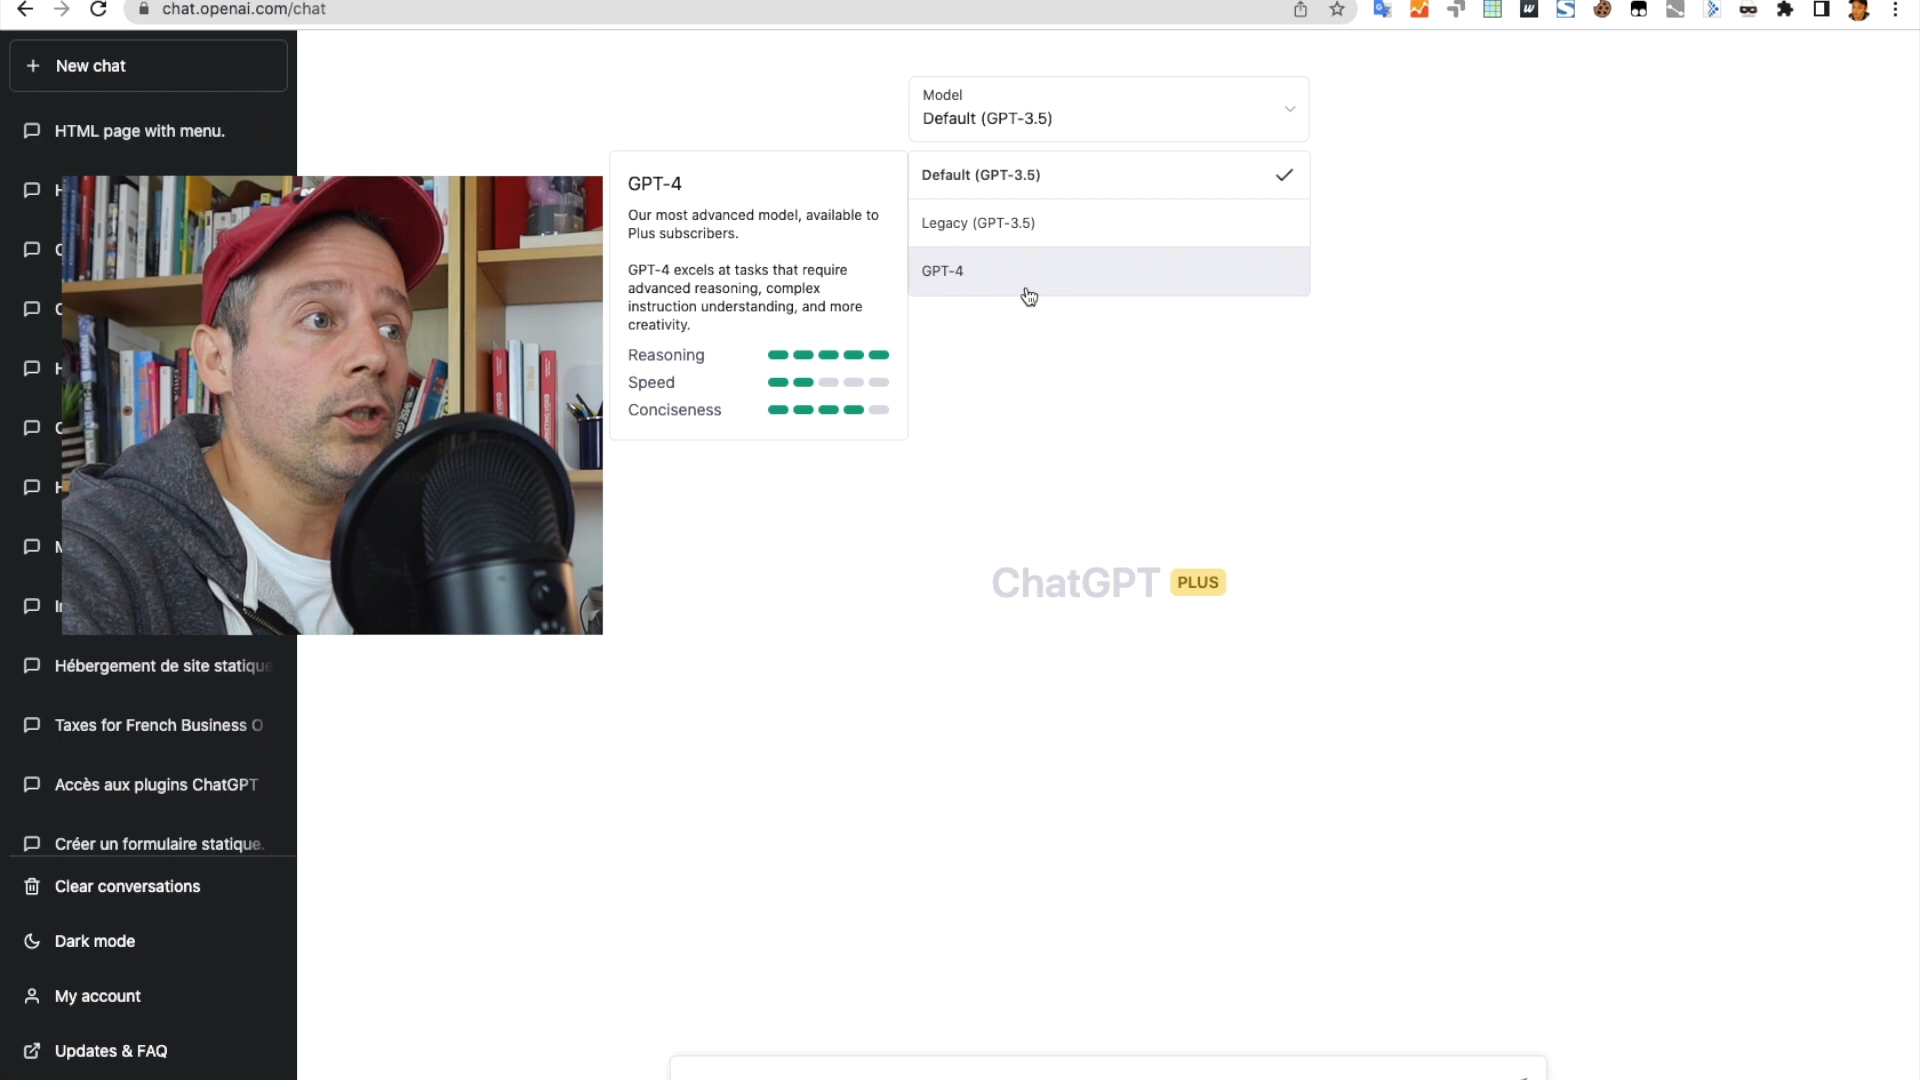 chat.openai.com/chat
New chat
HTML page with menu.
Hébergement de site statique
Taxes for French Business O
Accès aux plugins ChatGPT
Créer un formulaire statique.
Clear conversations
Dark mode
My account
Updates & FAQ
Model
Default (GPT-3.5)
Default (GPT-3.5)
Legacy (GPT-3.5)
GPT-4
GPT-4
Our most advanced model, available to
Plus subscribers.
GPT-4 excels at tasks that require
advanced reasoning, complex
instruction understanding, and more
creativity.
Reasoning
Speed
Conciseness
ChatGPT PLUS